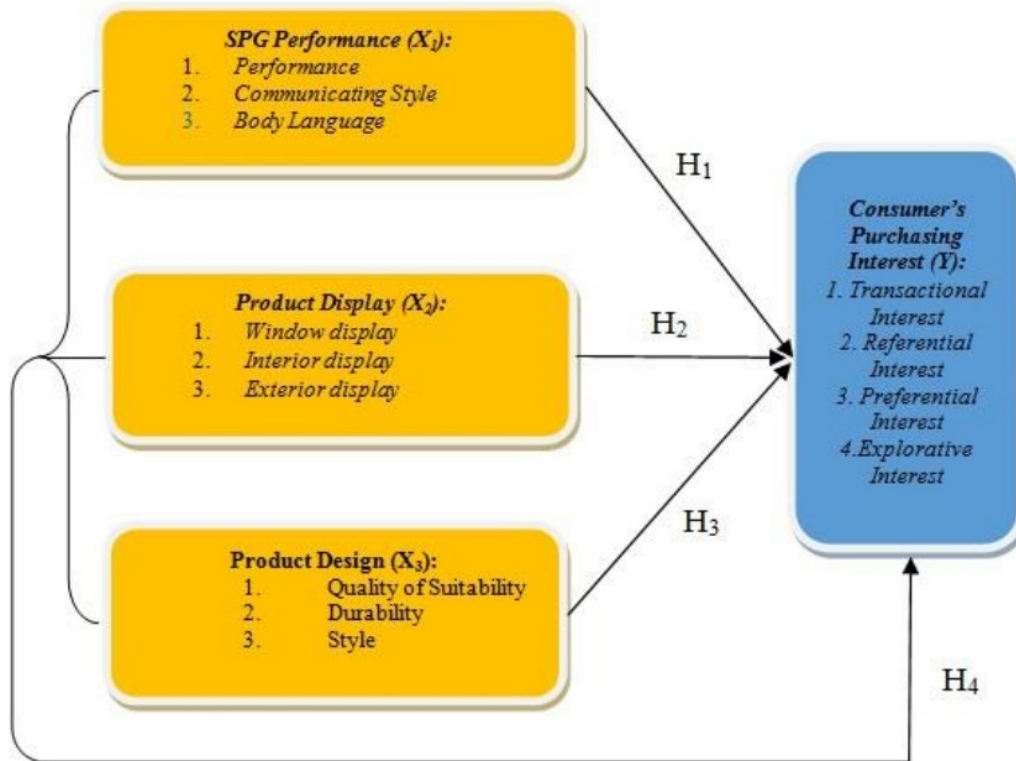 SPG Performance (X₁):
1. Performance
2. Communicating Style
3. Body Language
H₁
Product Display (X₂):
1. Window display
2. Interior display
3. Exterior display
H₂
Product Design (X₃):
1. Quality of Suitability
2. Durability
3. Style
H₃
Consumer's
Purchasing
Interest (Y):
1. Transactional
Interest
2. Referential
Interest
3. Preferential
Interest
4.Explorative
Interest
H₄